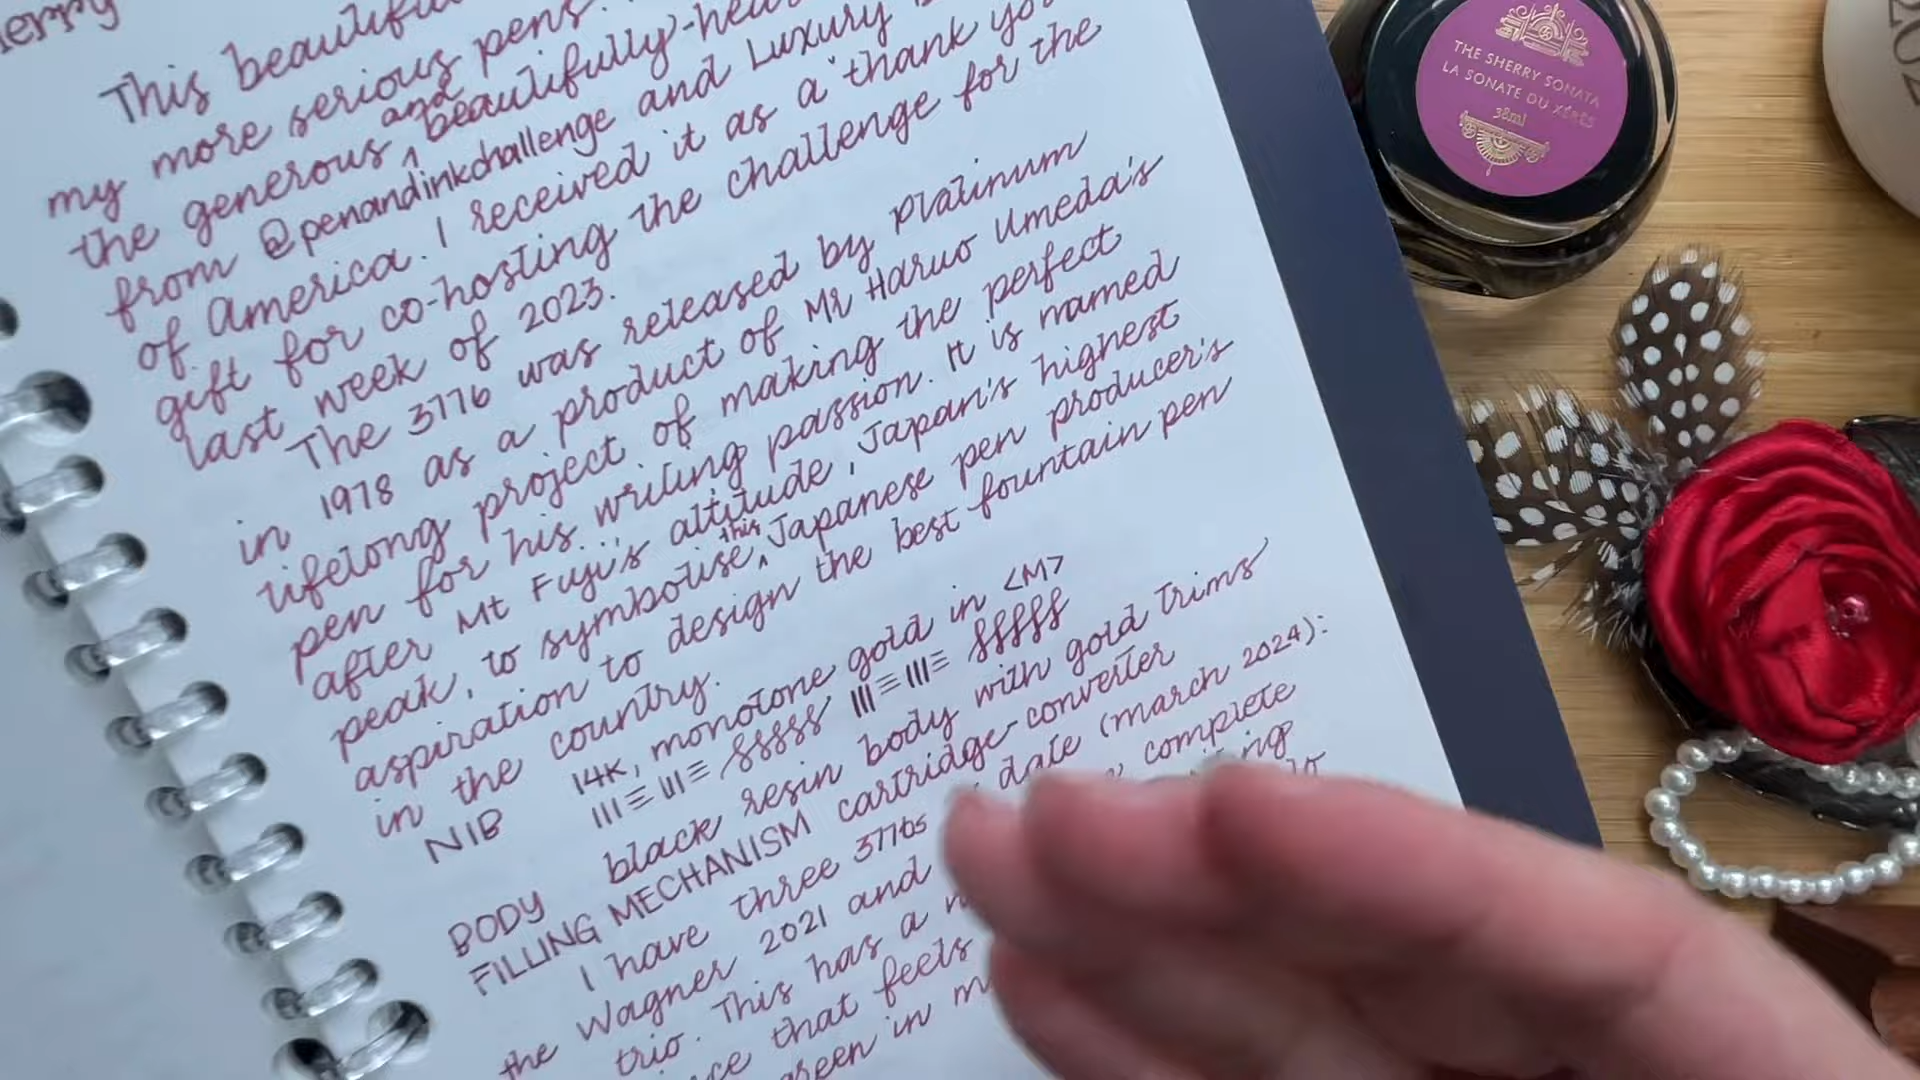 This
my more serious pens.
and
the generous beautifully-
from @penandinkchallenge and Luxury
of America. I received it as a "thank
gift for co-hosting the challenge for the
last week of 2023.
The 3776 was released by Platinum
in 1978 as a product of Mr Haruo Umeda's
lifelong project of making the perfect
pen for his writing passion. It is named
after Mt Fuji's altitude, Japan's highest
this
peak, to symbolise Japanese pen producer's
aspiration to design the best fountain pen
in the country.
NIB 14K, monotone gold in <M>
BODY black resin body with gold trims
FILLING MECHANISM cartridge-converter
I have three 3776s date (March 2024):
the Wagner 2021 and complete
trio. This has a
that feels
in
THE SHERRY SONATA
LA SONATE DU XÉRÈS
38ml
202